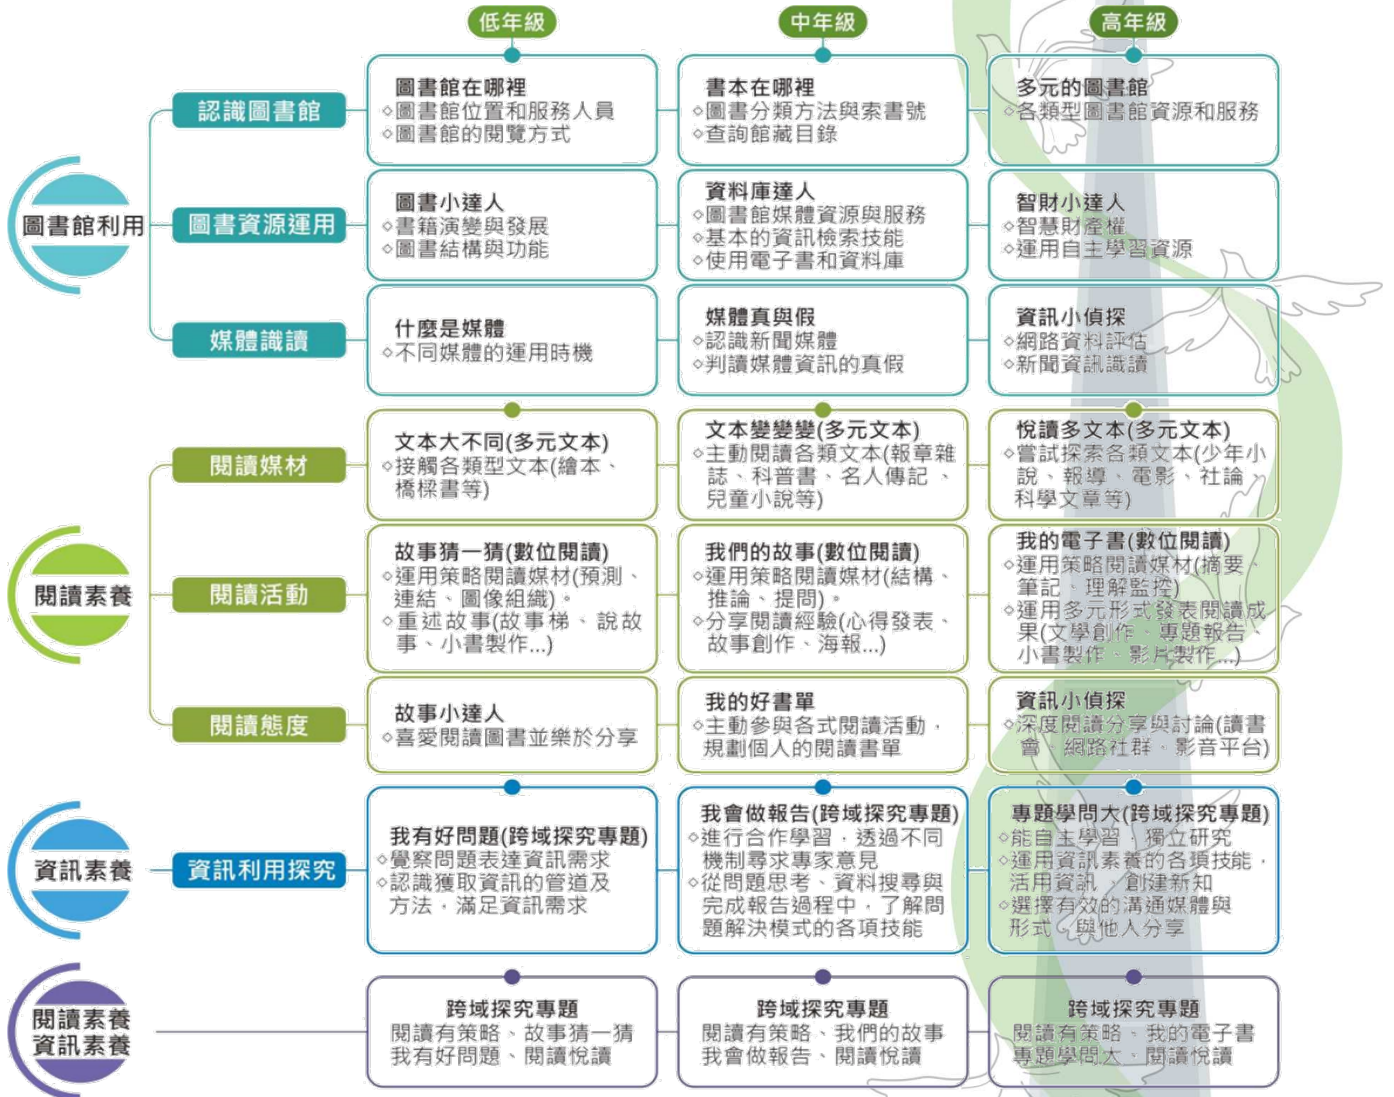 低年級
中年級
高年級
圖書館利用
認識圖書館
圖書館在哪裡
◇圖書館位置和服務人員
◇圖書館的閱覽方式
書本在哪裡
◇圖書分類方法與索書號
◇查詢館藏目錄
多元的圖書館
◇各類型圖書館資源和服務
圖書資源運用
圖書小達人
◇書籍演變與發展
◇圖書結構與功能
資料庫達人
◇圖書館媒體資源與服務
◇基本的資訊檢索技能
◇使用電子書和資料庫
智財小達人
◇智慧財產權
◇運用自主學習資源
媒體識讀
什麼是媒體
◇不同媒體的運用時機
媒體真與假
◇認識新聞媒體
◇判讀媒體資訊的真假
資訊小偵探
◇網路資料評估
◇新聞資訊識讀
閱讀素養
閱讀媒材
文本大不同(多元文本)
◇接觸各類型文本(繪本、
橋樑書等)
文本變變變(多元文本)
◇主動閱讀各類文本(報章雜
誌、科普書、名人傳記、
兒童小說等)
悅讀多文本(多元文本)
◇嘗試探索各類文本(少年小
說、報導、電影、社論
科學文章等)
閱讀活動
故事猜一猜(數位閱讀)
◇運用策略閱讀媒材(預測、
連結、圖像組織)。
◇重述故事(故事梯、說故
事、小書製作...)
我們的故事(數位閱讀)
◇運用策略閱讀媒材(結構、
推論、提問)。
◇分享閱讀經驗(心得發表、
故事創作、海報...)
我的電子書(數位閱讀)
◇運用策略閱讀媒材(摘要、
筆記、理解監控)
◇運用多元形式發表閱讀成
果(文學創作、專題報告、
小書製作、影片製作...)
閱讀態度
故事小達人
◇喜愛閱讀圖書並樂於分享
我的好書單
◇主動參與各式閱讀活動，
規劃個人的閱讀書單
資訊小偵探
◇深度閱讀分享與討論(讀書
會、網路社群、影音平台)
資訊素養
資訊利用探究
我有好問題(跨域探究專題)
◇覺察問題表達資訊需求
◇認識獲取資訊的管道及
方法，滿足資訊需求
我會做報告(跨域探究專題)
◇進行合作學習，透過不同
機制尋求專家意見
◇從問題思考、資料搜尋與
完成報告過程中，了解問
題解決模式的各項技能
專題學問大(跨域探究專題)
◇能自主學習、獨立研究
◇運用資訊素養的各項技能，
活用資訊，創建新知
◇選擇有效的溝通媒體與
形式，與他人分享
閱讀素養
資訊素養
跨域探究專題
閱讀有策略、故事猜一猜
我有好問題、閱讀悅讀
跨域探究專題
閱讀有策略、我們的故事
我會做報告、閱讀悅讀
跨域探究專題
閱讀有策略、我的電子書
專題學問大、閱讀悅讀